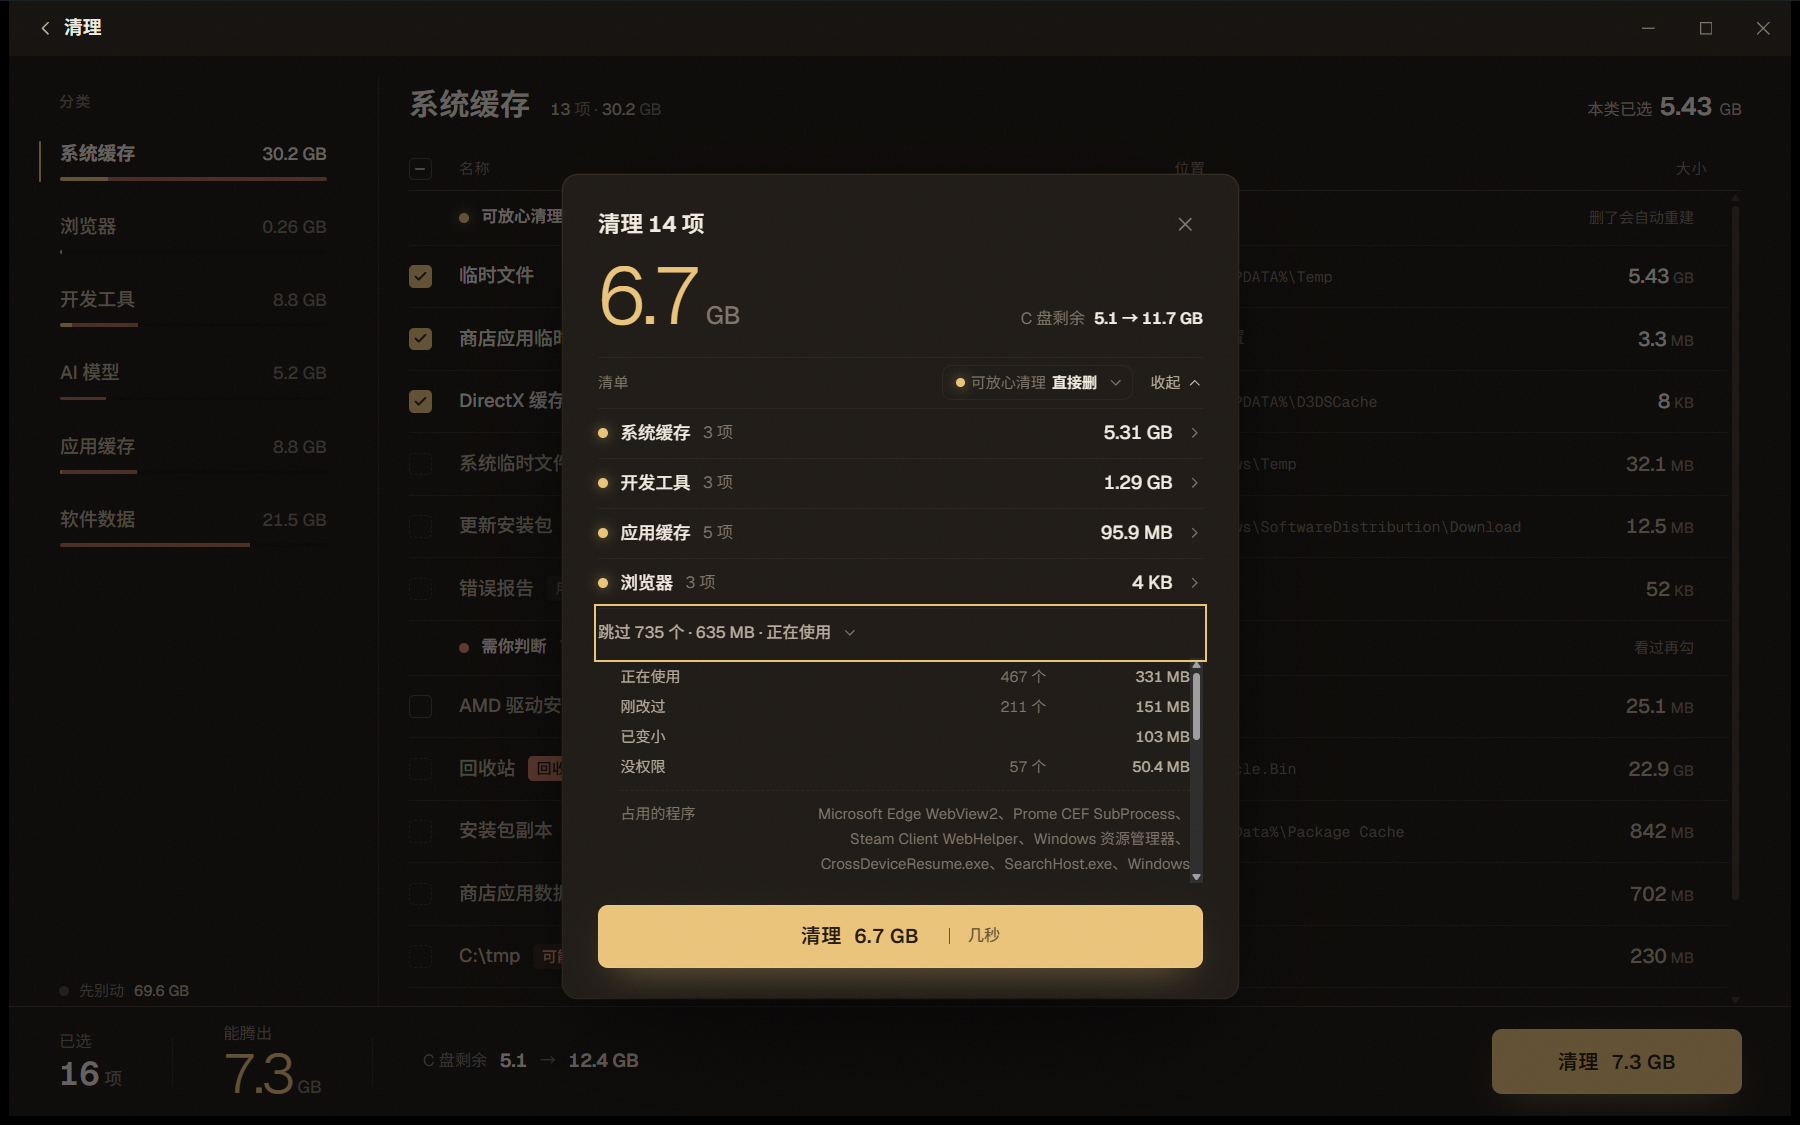 清理
分类
系统缓存 30.2 GB
浏览器 0.26 GB
开发工具 8.8 GB
AI 模型 5.2 GB
应用缓存 8.8 GB
软件数据 21.5 GB
先别动 69.6 GB
系统缓存 13 项 · 30.2 GB
本类已选 5.43 GB
名称 位置 大小
可放心清理 删了会自动重建
临时文件 PDATA%\Temp 5.43 GB
商店应用临时 3.3 MB
DirectX 缓存 PDATA%\D3DSCache 8 KB
系统临时文件 ws\Temp 32.1 MB
更新安装包 ws\SoftwareDistribution\Download 12.5 MB
错误报告 52 KB
需你判断 看过再勾
AMD 驱动安 25.1 MB
回收站 回收 cle.Bin 22.9 GB
安装包副本 Data%\Package Cache 842 MB
商店应用数据 702 MB
C:\tmp 可能 230 MB
清理 14 项
6.7 GB
C 盘剩余 5.1 → 11.7 GB
清单 可放心清理 直接删 收起
系统缓存 3 项 5.31 GB
开发工具 3 项 1.29 GB
应用缓存 5 项 95.9 MB
浏览器 3 项 4 KB
跳过 735 个 · 635 MB · 正在使用
正在使用 467 个 331 MB
刚改过 211 个 151 MB
已变小 103 MB
没权限 57 个 50.4 MB
占用的程序 Microsoft Edge WebView2、Prome CEF SubProcess、
Steam Client WebHelper、Windows 资源管理器、
CrossDeviceResume.exe、SearchHost.exe、Windows
清理 6.7 GB | 几秒
已选
16 项
能腾出
7.3 GB
C 盘剩余 5.1 → 12.4 GB
清理 7.3 GB